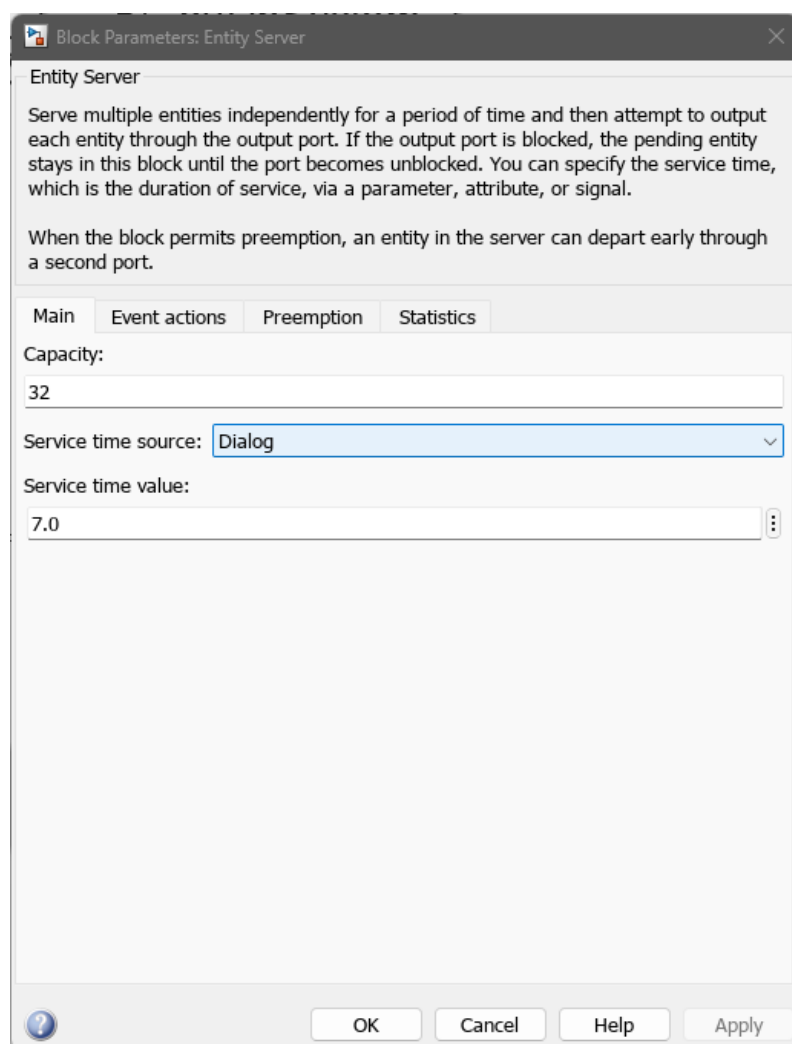 Block Parameters: Entity Server
Entity Server
Serve multiple entities independently for a period of time and then attempt to output
each entity through the output port. If the output port is blocked, the pending entity
stays in this block until the port becomes unblocked. You can specify the service time,
which is the duration of service, via a parameter, attribute, or signal.
When the block permits preemption, an entity in the server can depart early through
a second port.
Main Event actions Preemption Statistics
Capacity:
32
Service time source: Dialog
Service time value:
7.0
OK Cancel Help Apply